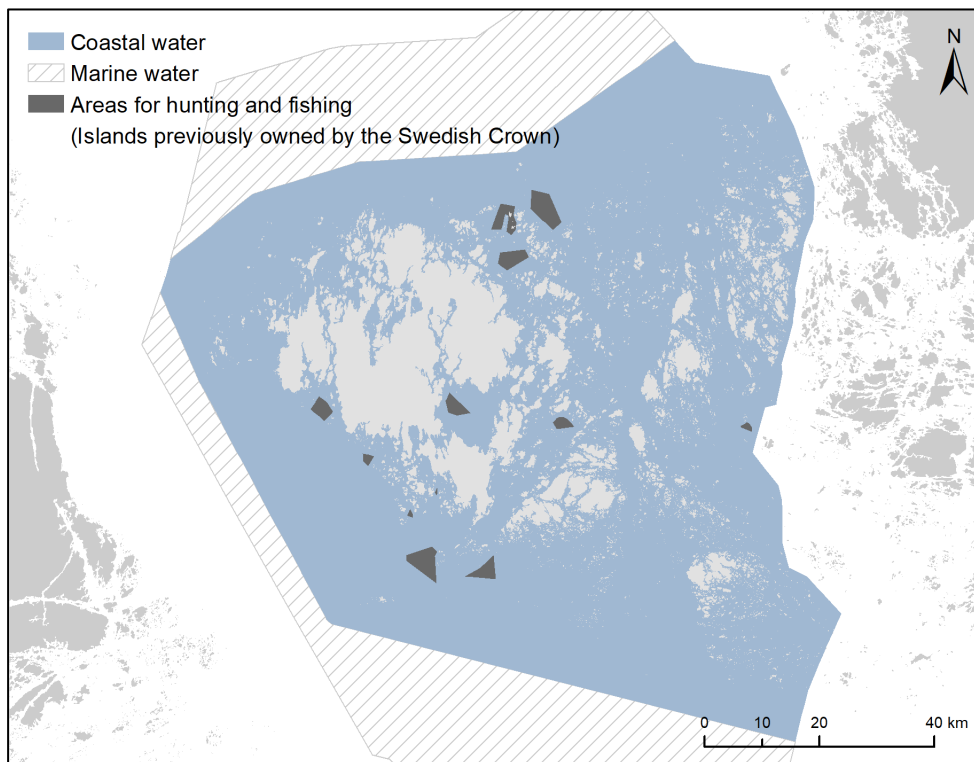 Coastal water
Marine water
Areas for hunting and fishing
(Islands previously owned by the Swedish Crown)
N
0 10 20 40 km